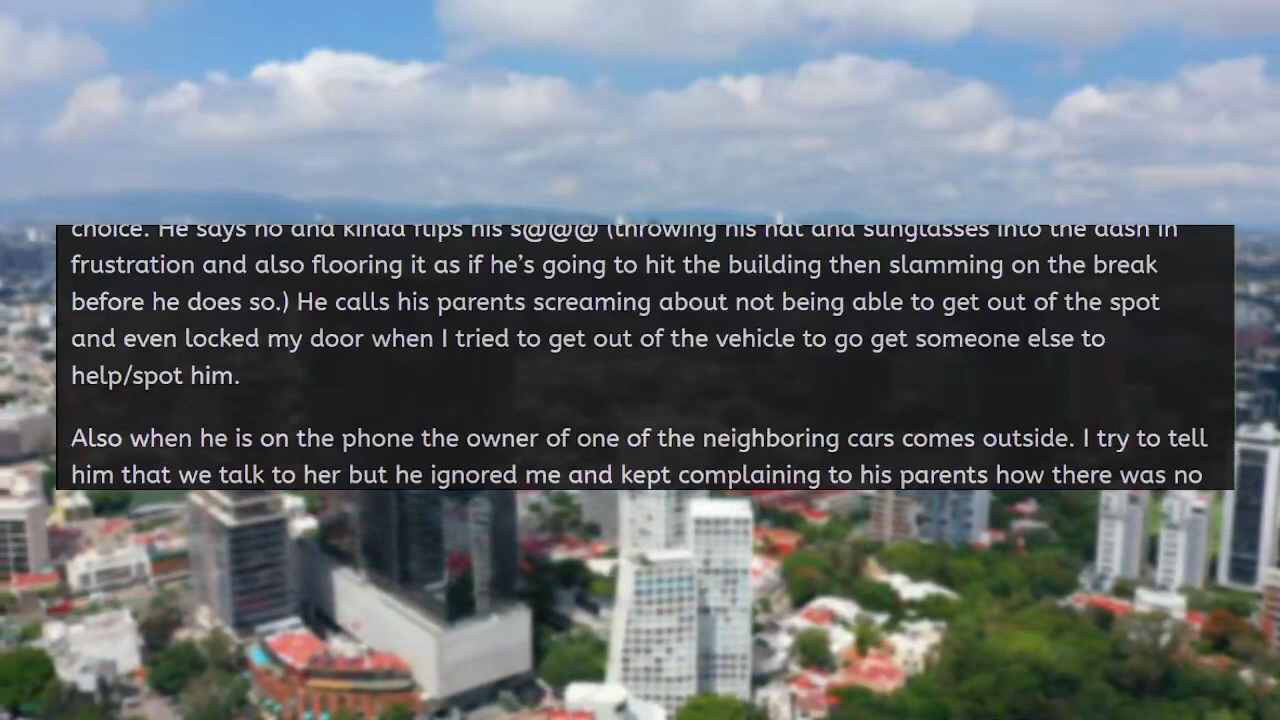 choice. He says no and kinda flips his s@@@ (throwing his hat and sunglasses into the dash in
frustration and also flooring it as if he’s going to hit the building then slamming on the break
before he does so.) He calls his parents screaming about not being able to get out of the spot
and even locked my door when I tried to get out of the vehicle to go get someone else to
help/spot him.
Also when he is on the phone the owner of one of the neighboring cars comes outside. I try to tell
him that we talk to her but he ignored me and kept complaining to his parents how there was no